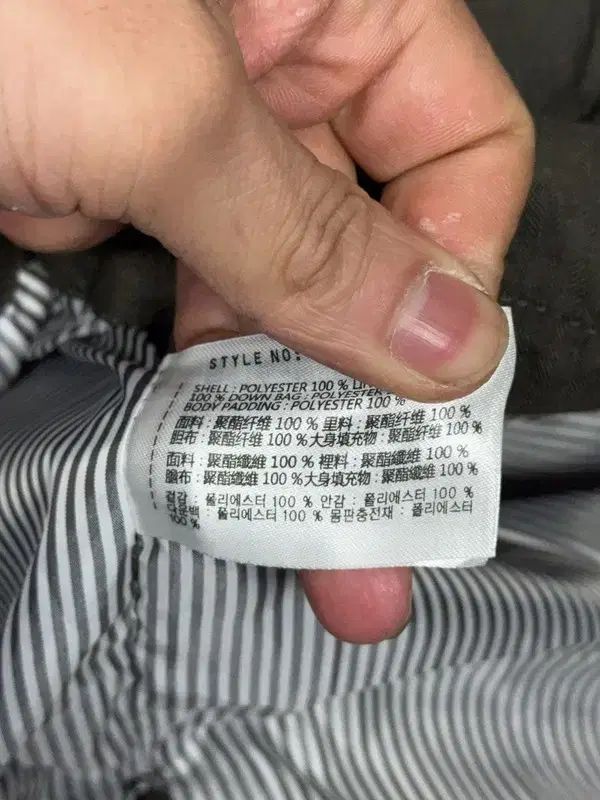 STYLE NO:
SHELL : POLYESTER 100 %
100 % DOWN BAG : POLYESTER
BODY PADDING : POLYESTER 100 %
面料 : 聚酯纤维 100 % 里料 : 聚酯纤维 100 %
胆布 : 聚酯纤维 100 % 大身填充物 : 聚酯纤维 100 %
面料 : 聚酯纖維 100 % 裡料 : 聚酯纖維 100 %
胆布 : 聚酯纖維 100 % 大身填充物 : 聚酯纖維 100 %
겉감 : 폴리에스터 100 % 안감 : 폴리에스터 100 %
다운백 : 폴리에스터 100 % 몸판충전재 : 폴리에스터
100 %